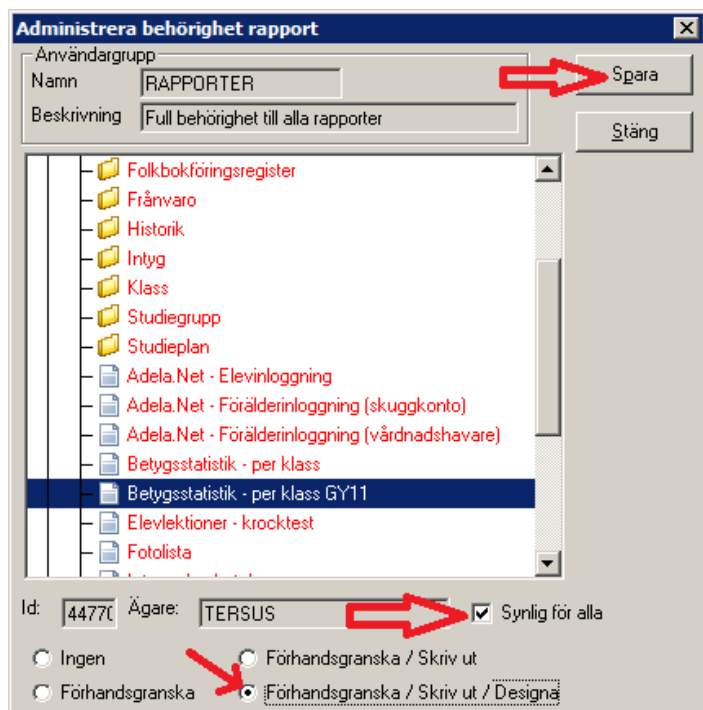 Administrera behörighet rapport
Användargrupp
Namn RAPPORTER
Beskrivning Full behörighet till alla rapporter
Spara
Stäng
Folkbokföringsregister
Frånvaro
Historik
Intyg
Klass
Studiegrupp
Studieplan
Adela.Net - Elevinloggning
Adela.Net - Förälderinloggning (skuggkonto)
Adela.Net - Förälderinloggning (vårdnadshavare)
Betygsstatistik - per klass
Betygsstatistik - per klass GY11
Elevlektioner - krocktest
Fotolista
Id: 4477 Ägare: TERSUS Synlig för alla
Ingen Förhandsgranska / Skriv ut
Förhandsgranska Förhandsgranska / Skriv ut / Designa